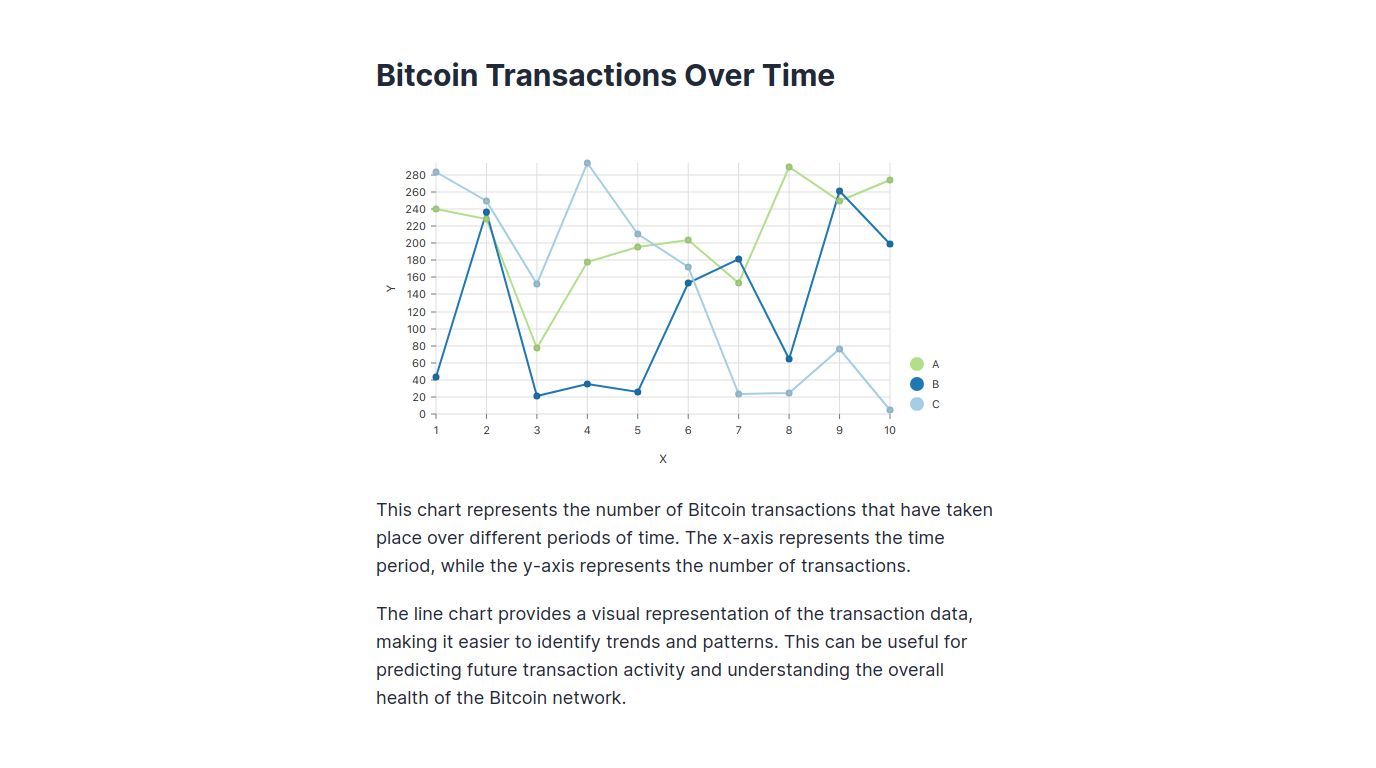 Bitcoin Transactions Over Time
280
260
240
220
200
180
160
140
120
100
80
60
40
20
0
Y
1 2 3 4 5 6 7 8 9 10
X
A
B
C
This chart represents the number of Bitcoin transactions that have taken
place over different periods of time. The x-axis represents the time
period, while the y-axis represents the number of transactions.
The line chart provides a visual representation of the transaction data,
making it easier to identify trends and patterns. This can be useful for
predicting future transaction activity and understanding the overall
health of the Bitcoin network.